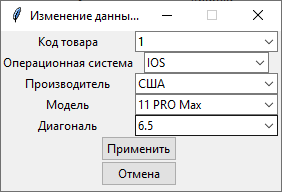 Изменение данны...
Код товара 1
Операционная система IOS
Производитель США
Модель 11 PRO Max
Диагональ 6.5
Применить
Отмена